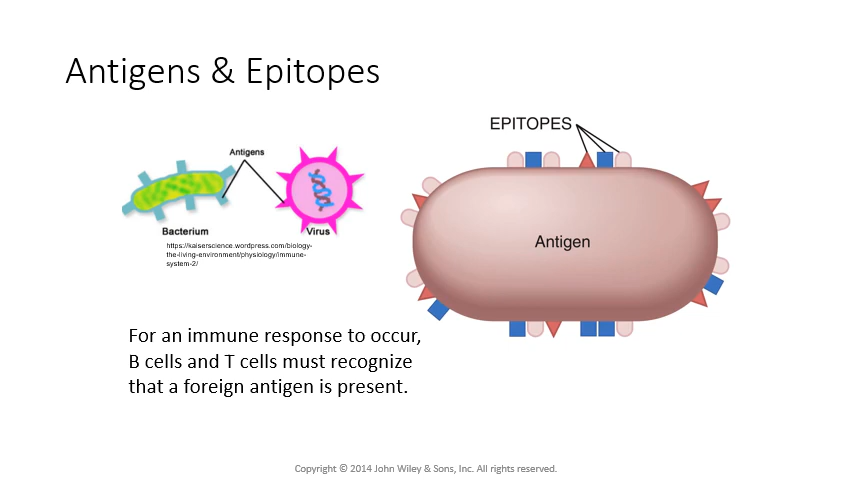 Antigens & Epitopes
Antigens
Bacterium
Virus
https://kaiserscience.wordpress.com/biology-
the-living-environment/physiology/immune-
system-2/
EPITOPES
Antigen
For an immune response to occur,
B cells and T cells must recognize
that a foreign antigen is present.
Copyright © 2014 John Wiley & Sons, Inc. All rights reserved.